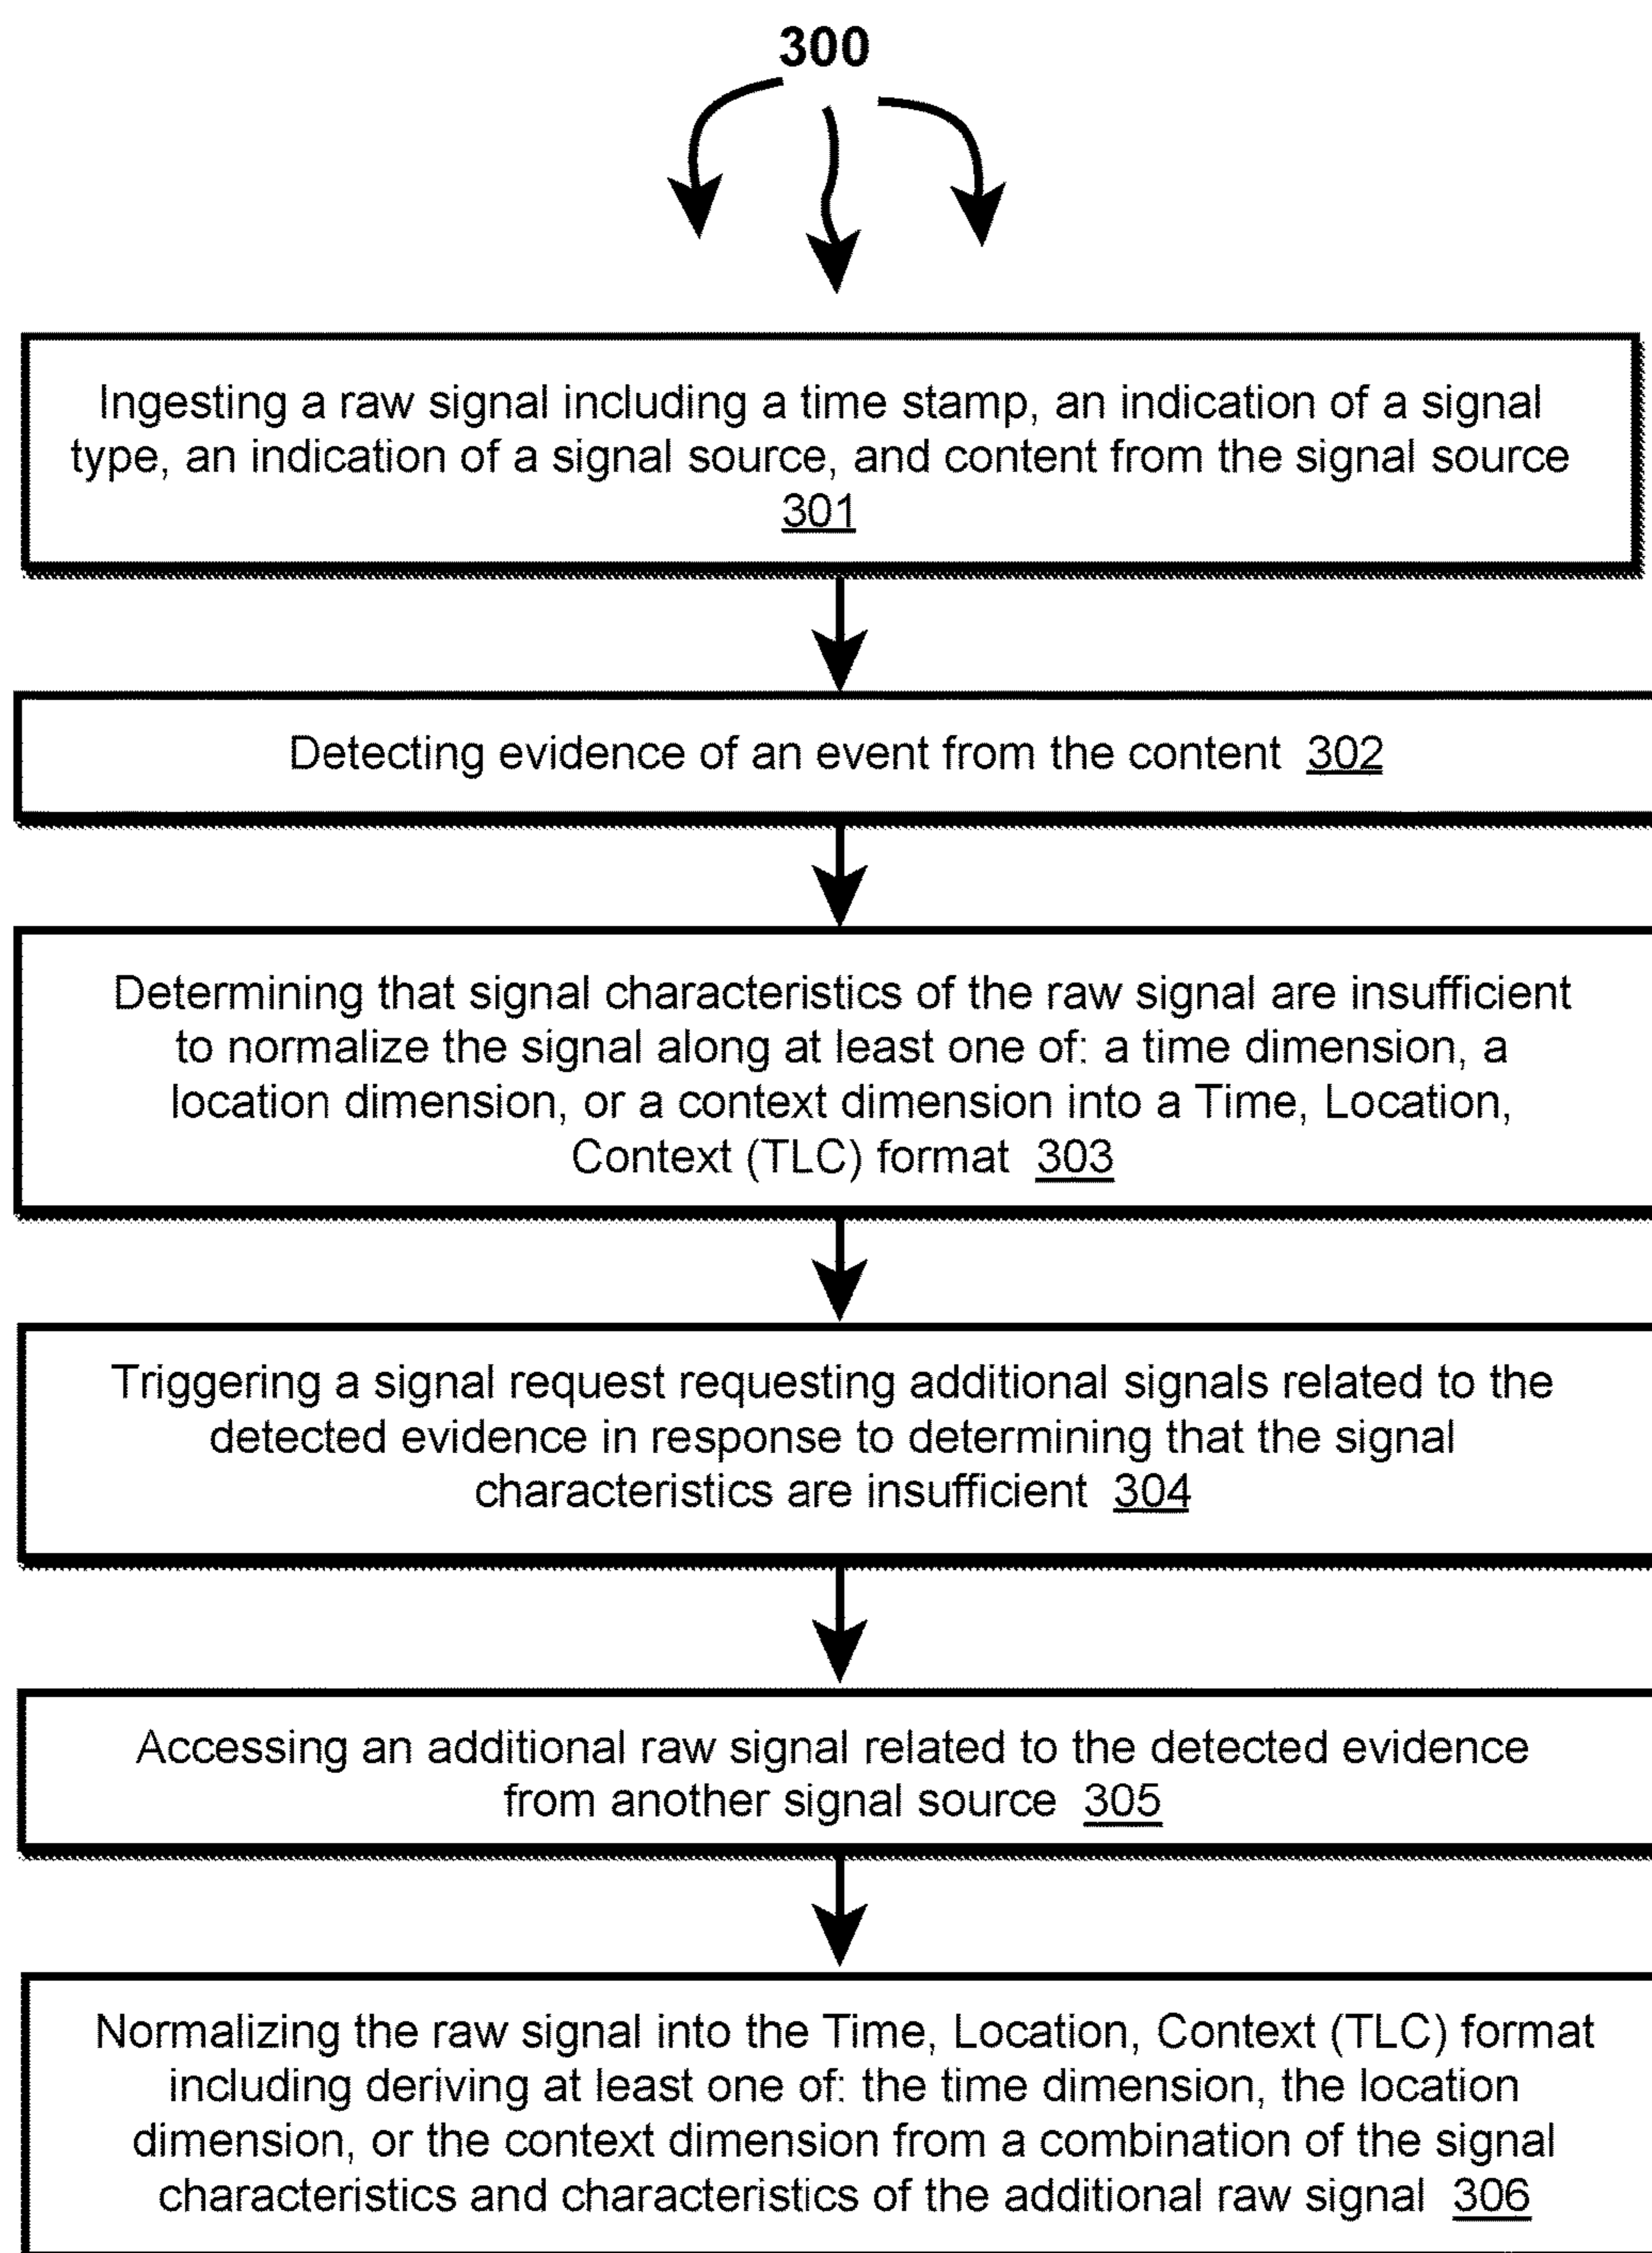 300
Ingesting a raw signal including a time stamp, an indication of a signal
type, an indication of a signal source, and content from the signal source
301
Detecting evidence of an event from the content 302
Determining that signal characteristics of the raw signal are insufficient
to normalize the signal along at least one of: a time dimension, a
location dimension, or a context dimension into a Time, Location,
Context (TLC) format 303
Triggering a signal request requesting additional signals related to the
detected evidence in response to determining that the signal
characteristics are insufficient 304
Accessing an additional raw signal related to the detected evidence
from another signal source 305
Normalizing the raw signal into the Time, Location, Context (TLC) format
including deriving at least one of: the time dimension, the location
dimension, or the context dimension from a combination of the signal
characteristics and characteristics of the additional raw signal 306